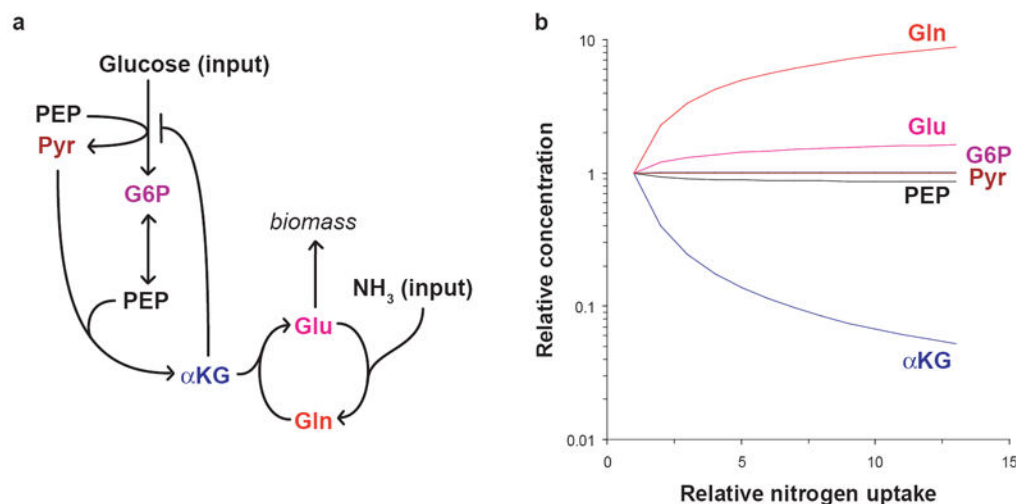 a
Glucose (input)
PEP
Pyr
G6P
biomass
NH₃ (input)
PEP
Glu
αKG
Gln
b
10
1
0.1
0.01
Relative concentration
Gln
Glu
G6P
Pyr
PEP
αKG
0
5
10
15
Relative nitrogen uptake